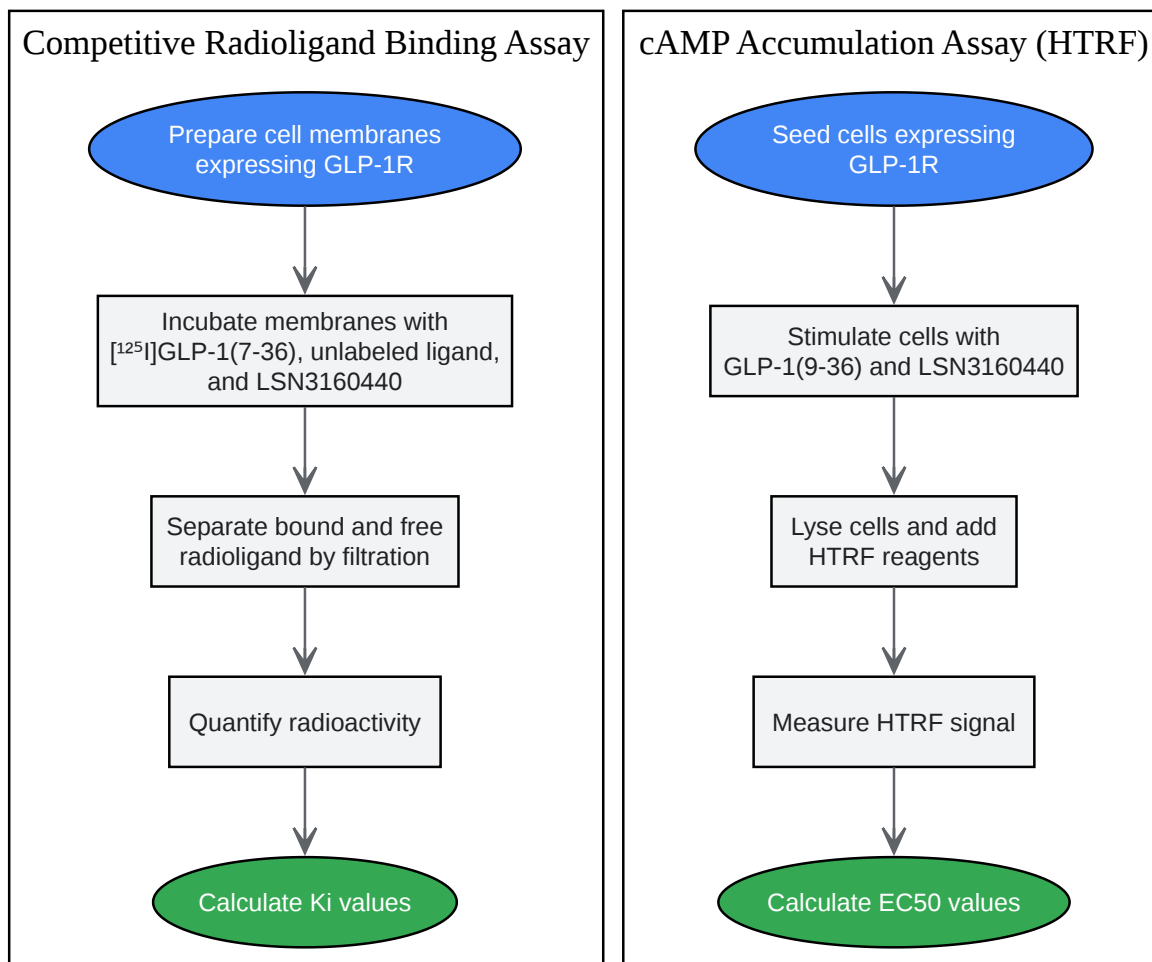 Competitive Radioligand Binding Assay
Prepare cell membranes
expressing GLP-1R
Incubate membranes with
[¹²⁵I]GLP-1(7-36), unlabeled ligand,
and LSN3160440
Separate bound and free
radioligand by filtration
Quantify radioactivity
Calculate Ki values
cAMP Accumulation Assay (HTRF)
Seed cells expressing
GLP-1R
Stimulate cells with
GLP-1(9-36) and LSN3160440
Lyse cells and add
HTRF reagents
Measure HTRF signal
Calculate EC50 values